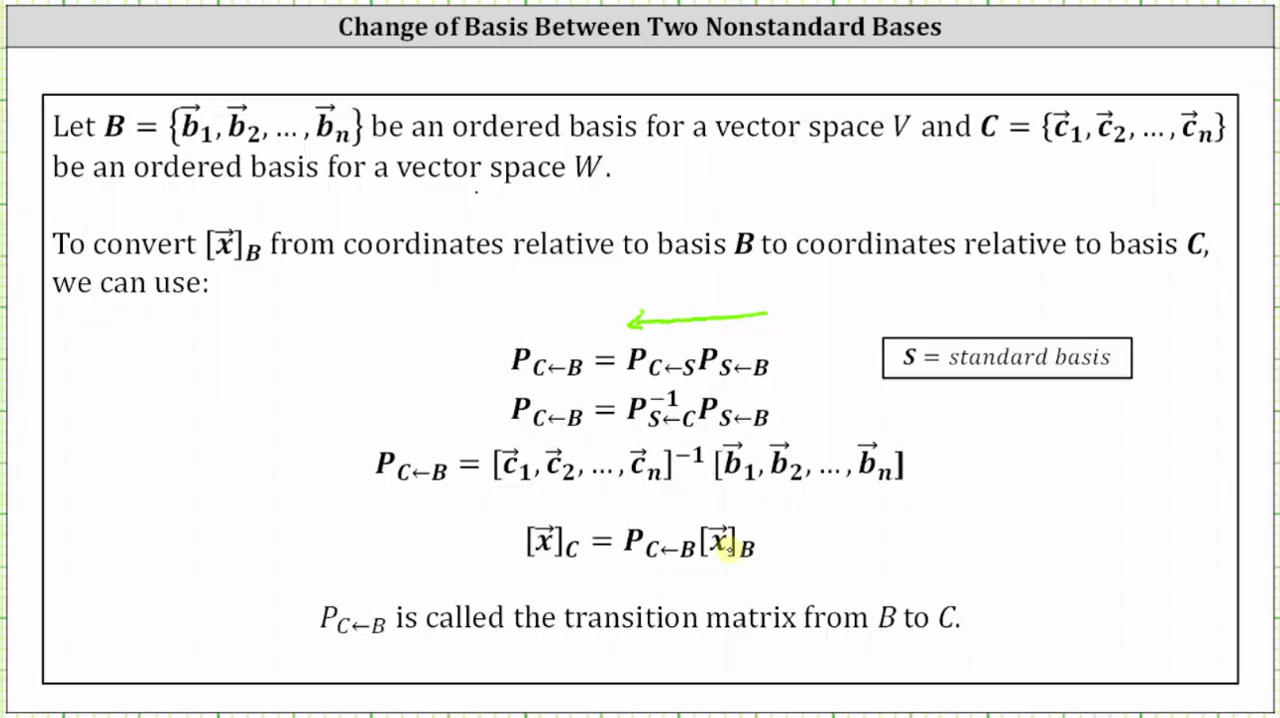 Change of Basis Between Two Nonstandard Bases
Let B = {b⃗₁, b⃗₂, …, b⃗ₙ} be an ordered basis for a vector space V and C = {c⃗₁, c⃗₂, …, c⃗ₙ}
be an ordered basis for a vector space W.
To convert [x⃗]_B from coordinates relative to basis B to coordinates relative to basis C,
we can use:
P_{C←B} = P_{C←S}P_{S←B}
S = standard basis
P_{C←B} = P_{S←C}^{−1}P_{S←B}
P_{C←B} = [c⃗₁, c⃗₂, …, c⃗ₙ]⁻¹ [b⃗₁, b⃗₂, …, b⃗ₙ]
[x⃗]_C = P_{C←B}[x⃗]_B
P_{C←B} is called the transition matrix from B to C.